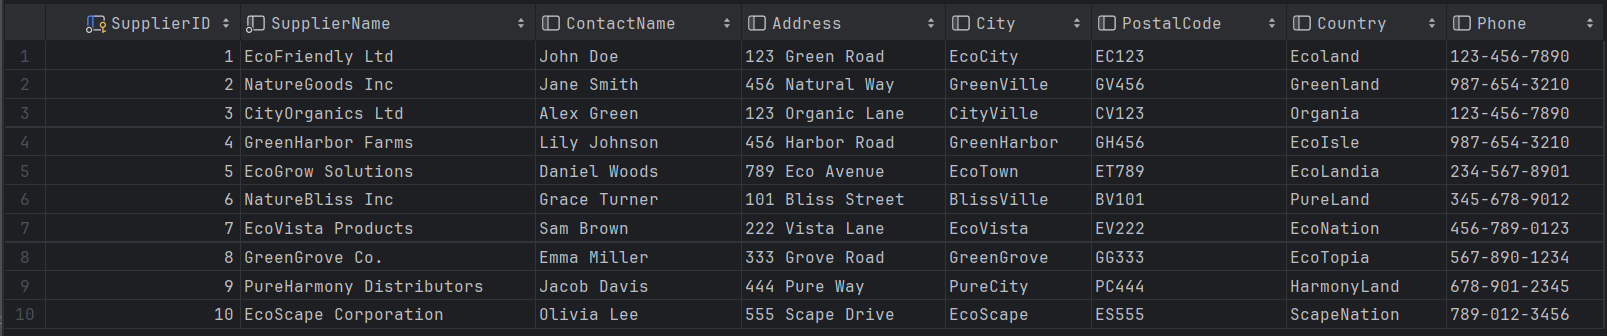 SupplierID SupplierName ContactName Address City PostalCode Country Phone
1 1 EcoFriendly Ltd John Doe 123 Green Road EcoCity EC123 Ecoland 123-456-7890
2 2 NatureGoods Inc Jane Smith 456 Natural Way GreenVille GV456 Greenland 987-654-3210
3 3 CityOrganics Ltd Alex Green 123 Organic Lane CityVille CV123 Organia 123-456-7890
4 4 GreenHarbor Farms Lily Johnson 456 Harbor Road GreenHarbor GH456 EcoIsle 987-654-3210
5 5 EcoGrow Solutions Daniel Woods 789 Eco Avenue EcoTown ET789 EcoLandia 234-567-8901
6 6 NatureBliss Inc Grace Turner 101 Bliss Street BlissVille BV101 PureLand 345-678-9012
7 7 EcoVista Products Sam Brown 222 Vista Lane EcoVista EV222 EcoNation 456-789-0123
8 8 GreenGrove Co. Emma Miller 333 Grove Road GreenGrove GG333 EcoTopia 567-890-1234
9 9 PureHarmony Distributors Jacob Davis 444 Pure Way PureCity PC444 HarmonyLand 678-901-2345
10 10 EcoScape Corporation Olivia Lee 555 Scape Drive EcoScape ES555 ScapeNation 789-012-3456